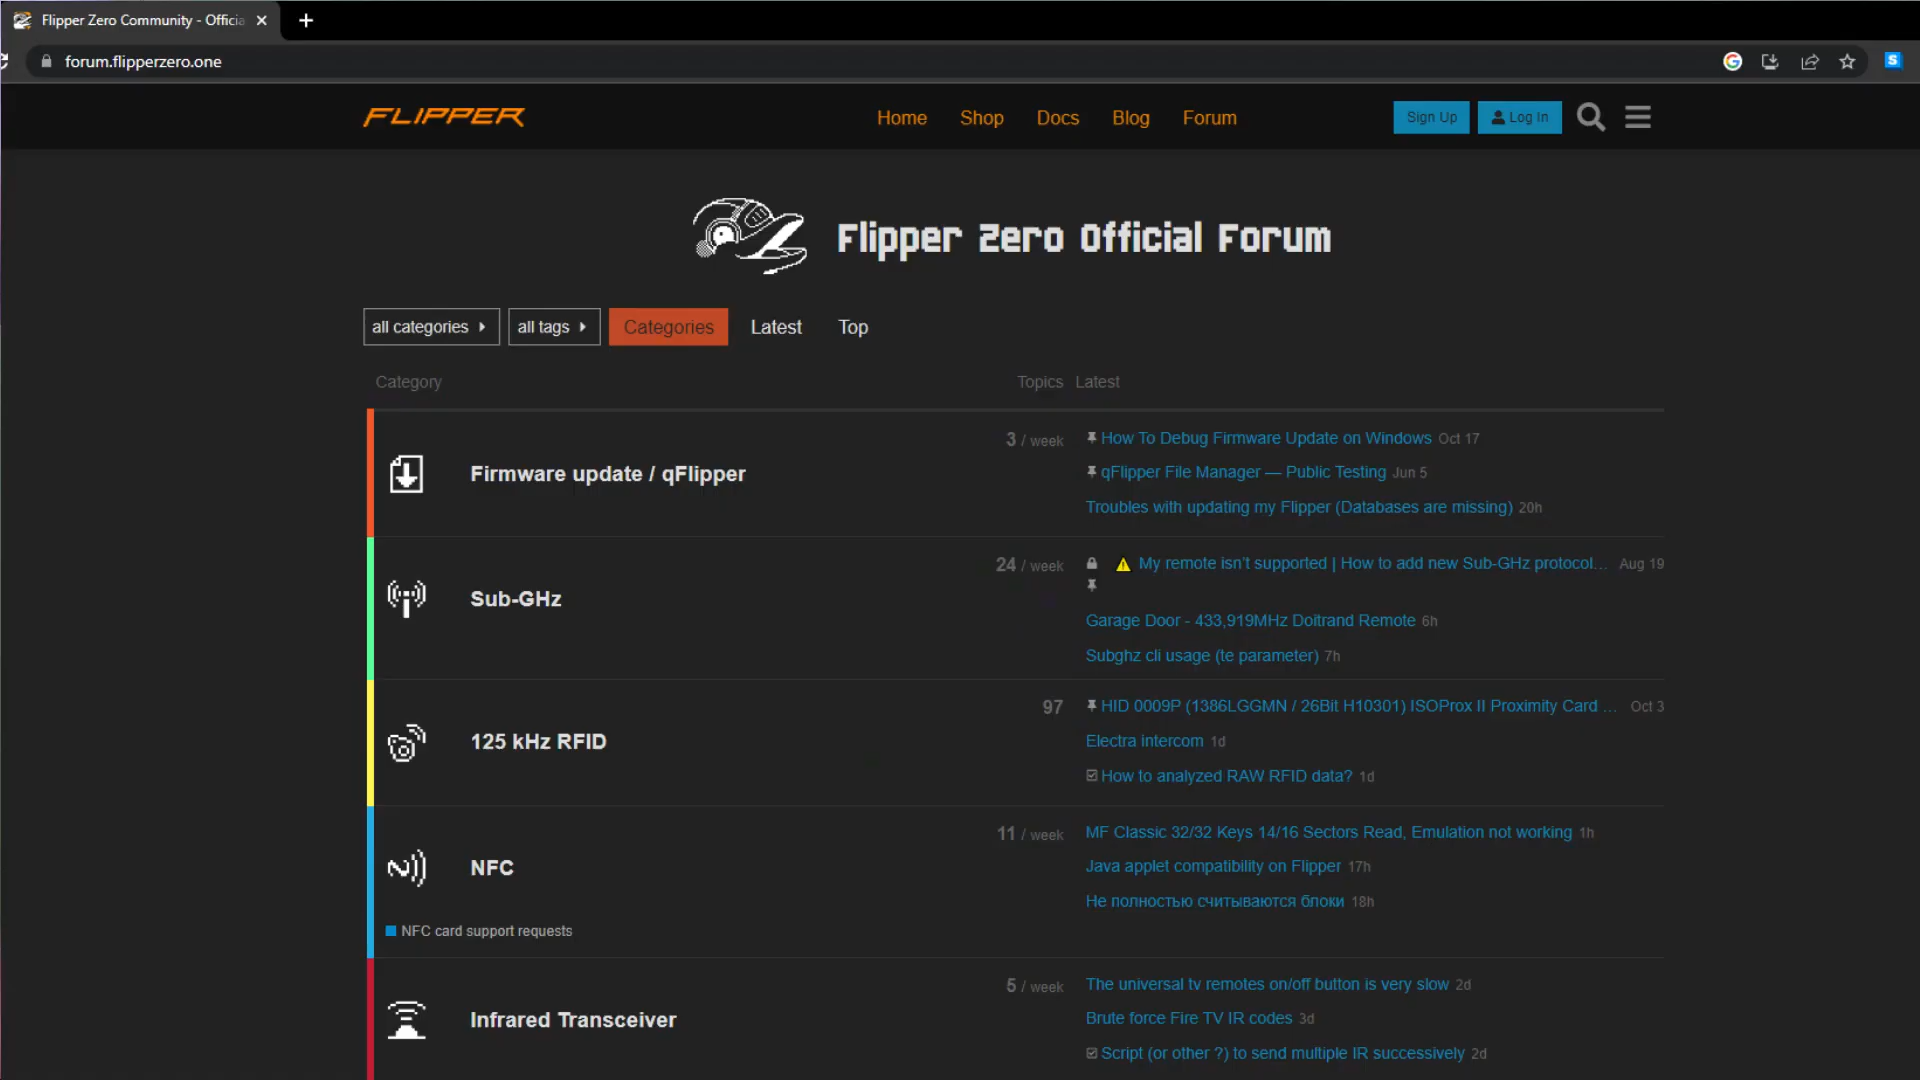 Flipper Zero Community - Officia
forum.flipperzero.one
FLIPPER
Home Shop Docs Blog Forum
Sign Up
Log In
Flipper Zero Official Forum
all categories
all tags
Categories
Latest
Top
Category Topics Latest
Firmware update / qFlipper
3 / week
How To Debug Firmware Update on Windows Oct 17
qFlipper File Manager — Public Testing Jun 5
Troubles with updating my Flipper (Databases are missing) 20h
Sub-GHz
24 / week
My remote isn't supported | How to add new Sub-GHz protocol... Aug 19
Garage Door - 433,919MHz Doitrand Remote 6h
Subghz cli usage (te parameter) 7h
125 kHz RFID
97
HID 0009P (1386LGGMN / 26Bit H10301) ISOProx II Proximity Card ... Oct 3
Electra intercom 1d
How to analyzed RAW RFID data? 1d
NFC
NFC card support requests
11 / week
MF Classic 32/32 Keys 14/16 Sectors Read, Emulation not working 1h
Java applet compatibility on Flipper 17h
Не полностью считываются блоки 18h
Infrared Transceiver
5 / week
The universal tv remotes on/off button is very slow 2d
Brute force Fire TV IR codes 3d
Script (or other ?) to send multiple IR successively 2d